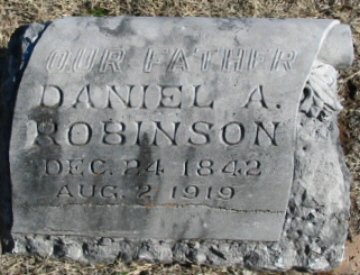 OUR FATHER
DANIEL A.
ROBINSON
DEC. 24 1842
AUG. 2 1919